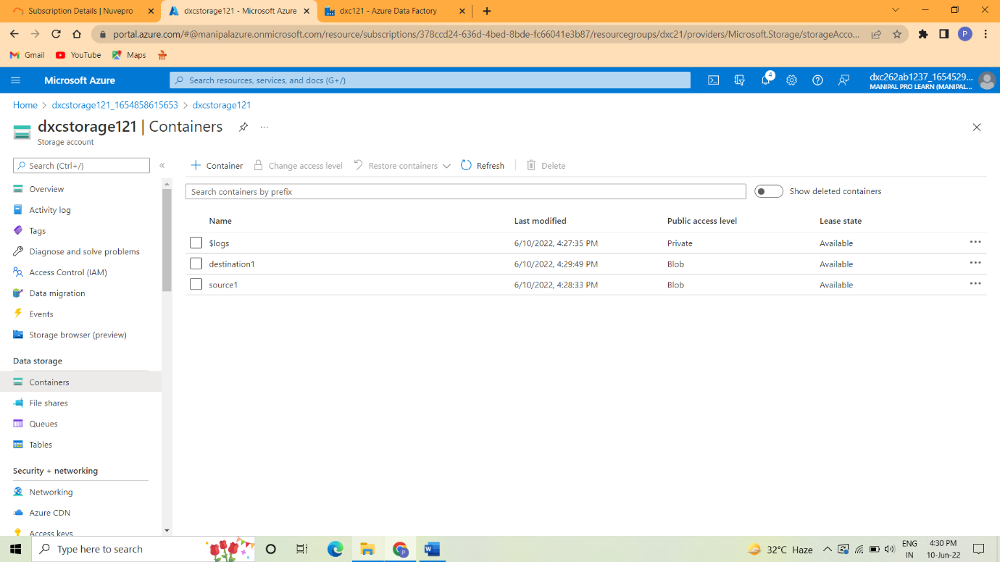 Subscription Details | Nuvepro
dxcstorage121 - Microsoft Azure
dxc121 - Azure Data Factory
portal.azure.com/#@manipalazure.onmicrosoft.com/resource/subscriptions/378ccd24-636d-4bed-8bde-fc66041e3b87/resourcegroups/dxc21/providers/Microsoft.Storage/storageAcco...
P
Gmail
YouTube
Maps
Microsoft Azure
Search resources, services, and docs (G+/)
4
dxc262ab1237_1654529...
MANIPAL PRO LEARN (MANIPAL...
Home > dxcstorage121_1654858615653 > dxcstorage121
dxcstorage121 | Containers
Storage account
Search (Ctrl+/)
Overview
Activity log
Tags
Diagnose and solve problems
Access Control (IAM)
Data migration
Events
Storage browser (preview)
Data storage
Containers
File shares
Queues
Tables
Security + networking
Networking
Azure CDN
Access keys
Container
Change access level
Restore containers
Refresh
Delete
Search containers by prefix
Show deleted containers
Name Last modified Public access level Lease state
$logs 6/10/2022, 4:27:35 PM Private Available
destination1 6/10/2022, 4:29:49 PM Blob Available
source1 6/10/2022, 4:28:33 PM Blob Available
Type here to search
32°C Haze
ENG
IN
4:30 PM
10-Jun-22